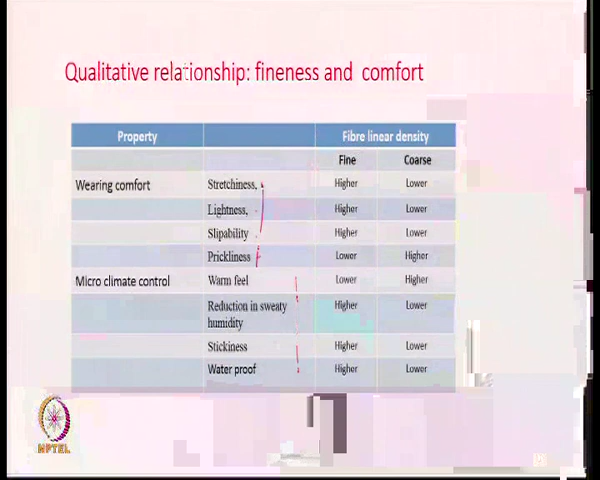 Qualitative relationship: fineness and comfort
Property Fibre linear density
Fine Coarse
Wearing comfort Stretchiness, Higher Lower
Lightness, Higher Lower
Slipability Higher Lower
Prickliness Lower Higher
Micro climate control Warm feel Lower Higher
Reduction in sweaty Higher Lower
humidity
Stickiness Higher Lower
Water proof Higher Lower
NPTEL